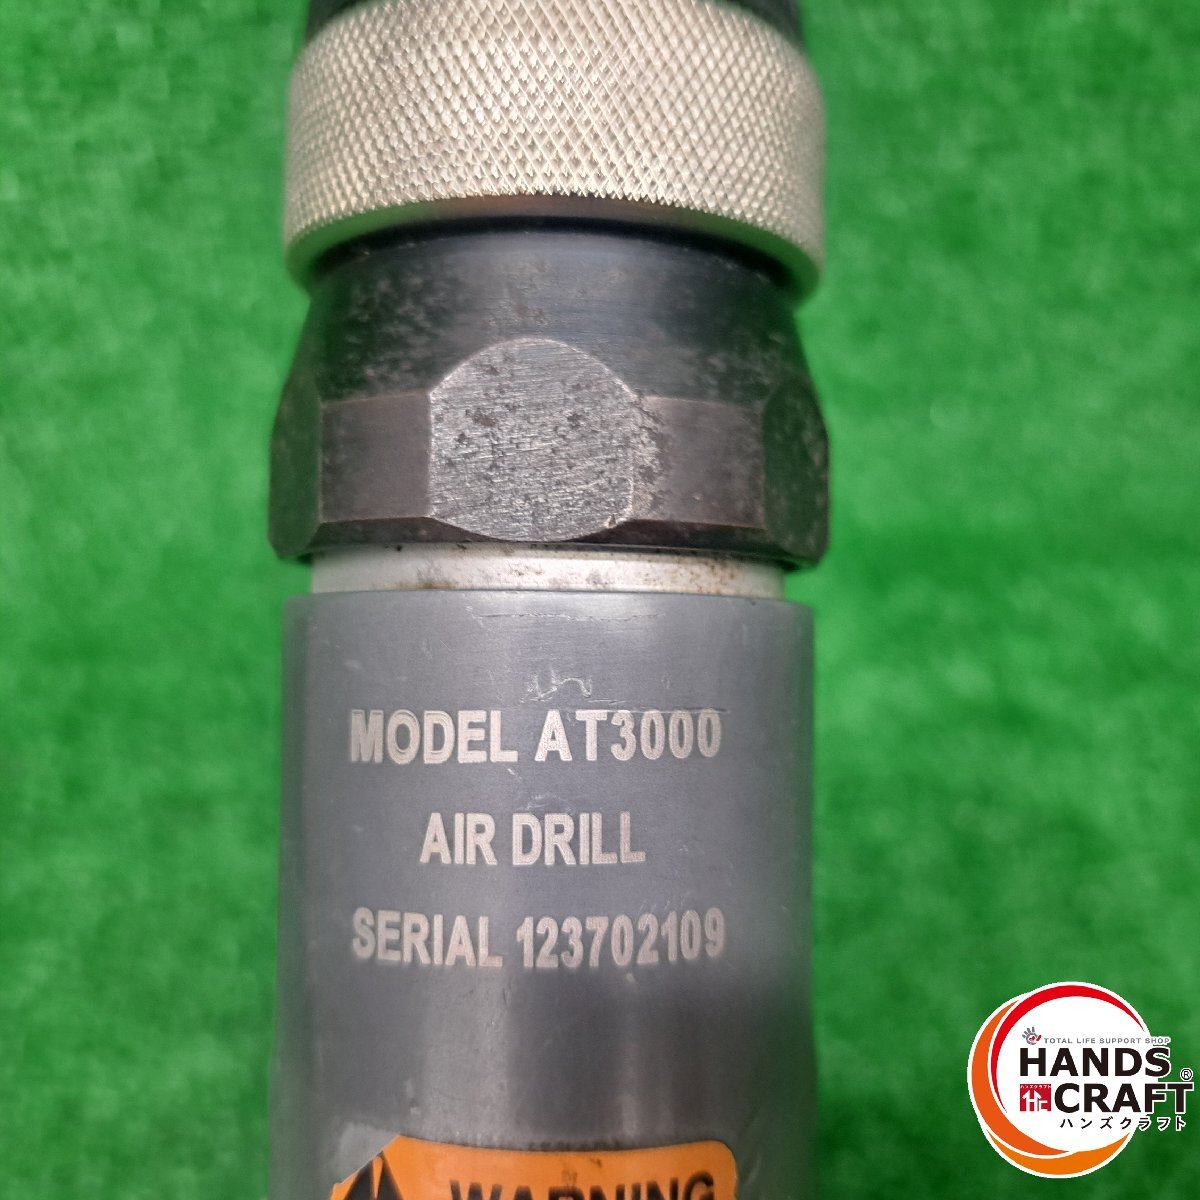 MODEL AT3000
AIR DRILL
SERIAL 123702109
WARNING
TOTAL LIFE SUPPORT SHOP
HANDS
CRAFT®
ハンズクラフト